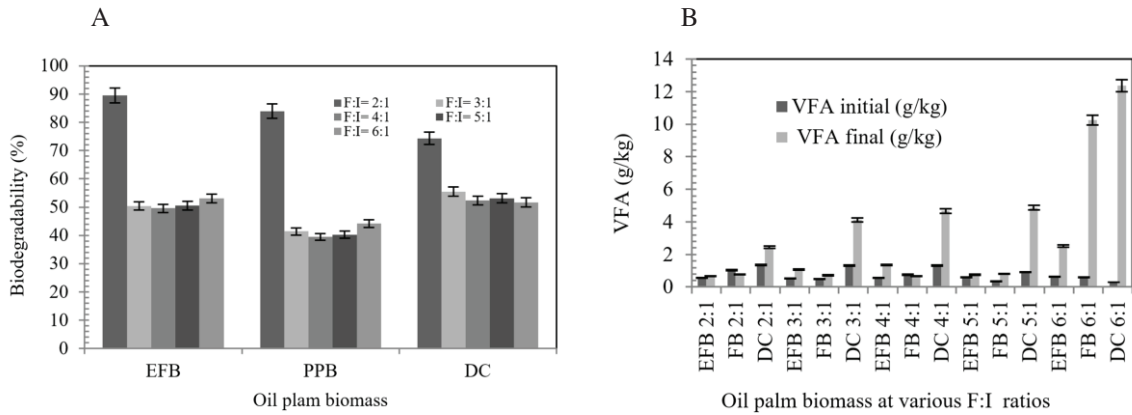 A
Biodegradability (%)
100
90
80
70
60
50
40
30
20
10
0
F:I= 2:1
F:I= 3:1
F:I= 4:1
F:I= 5:1
F:I= 6:1
EFB
PPB
DC
Oil plam biomass
B
VFA (g/kg)
14
12
10
8
6
4
2
0
VFA initial (g/kg)
VFA final (g/kg)
EFB 2:1
FB 2:1
DC 2:1
EFB 3:1
FB 3:1
DC 3:1
EFB 4:1
FB 4:1
DC 4:1
EFB 5:1
FB 5:1
DC 5:1
EFB 6:1
FB 6:1
DC 6:1
Oil palm biomass at various F:I ratios